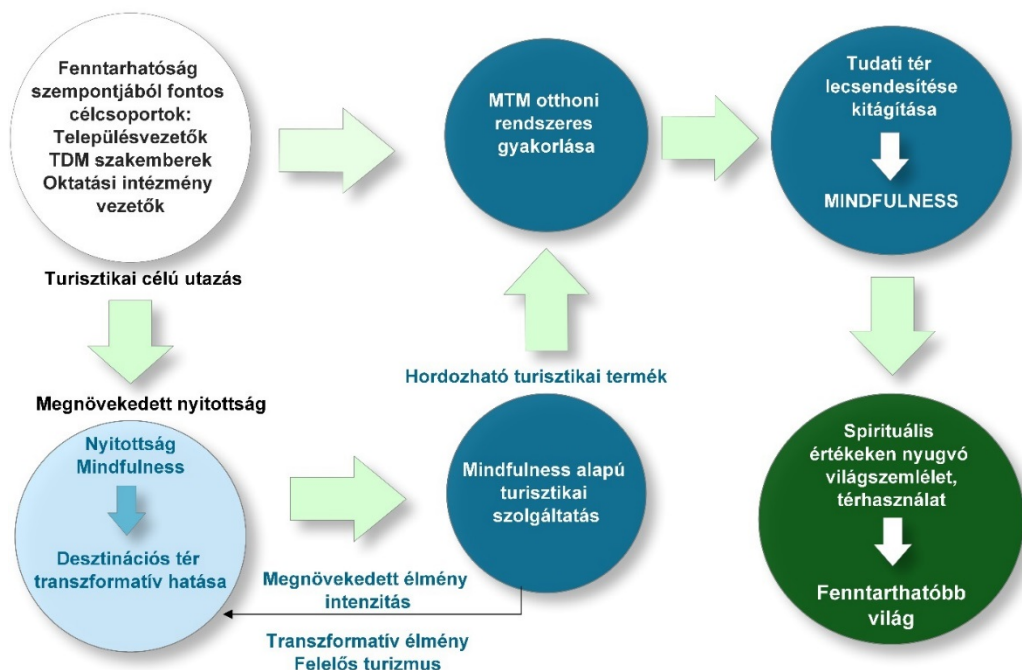 Fenntarhatóság
szempontjából fontos
célcsoportok:
Településvezetők
TDM szakemberek
Oktatási intézmény
vezetők
MTM otthoni
rendszeres
gyakorlása
Tudati tér
lecsendesítése
kitágítása
MINDFULNESS
Turisztikai célú utazás
Megnövekedett nyitottság
Nyitottság
Mindfulness
Desztinációs tér
transzformatív hatása
Hordozható turisztikai termék
Mindfulness alapú
turisztikai
szolgáltatás
Megnövekedett élmény
intenzitás
Transzformatív élmény
Felelős turizmus
Spirituális
értékeken nyugvó
világszemlélet,
térhasználat
Fenntarthatóbb
világ